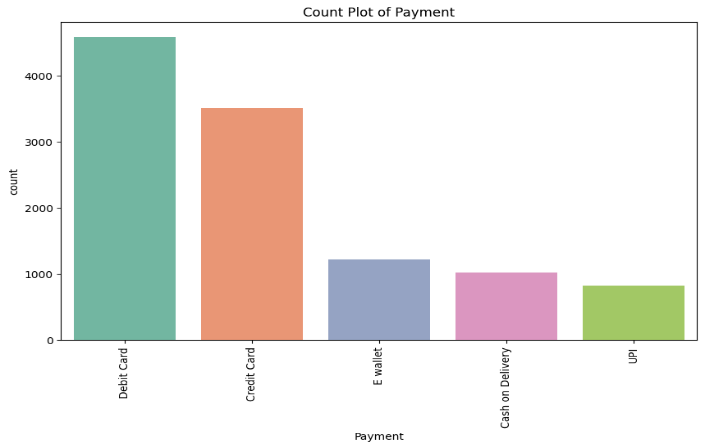 Count Plot of Payment
4000
3000
2000
1000
0
count
Debit Card
Credit Card
E wallet
Cash on Delivery
UPI
Payment